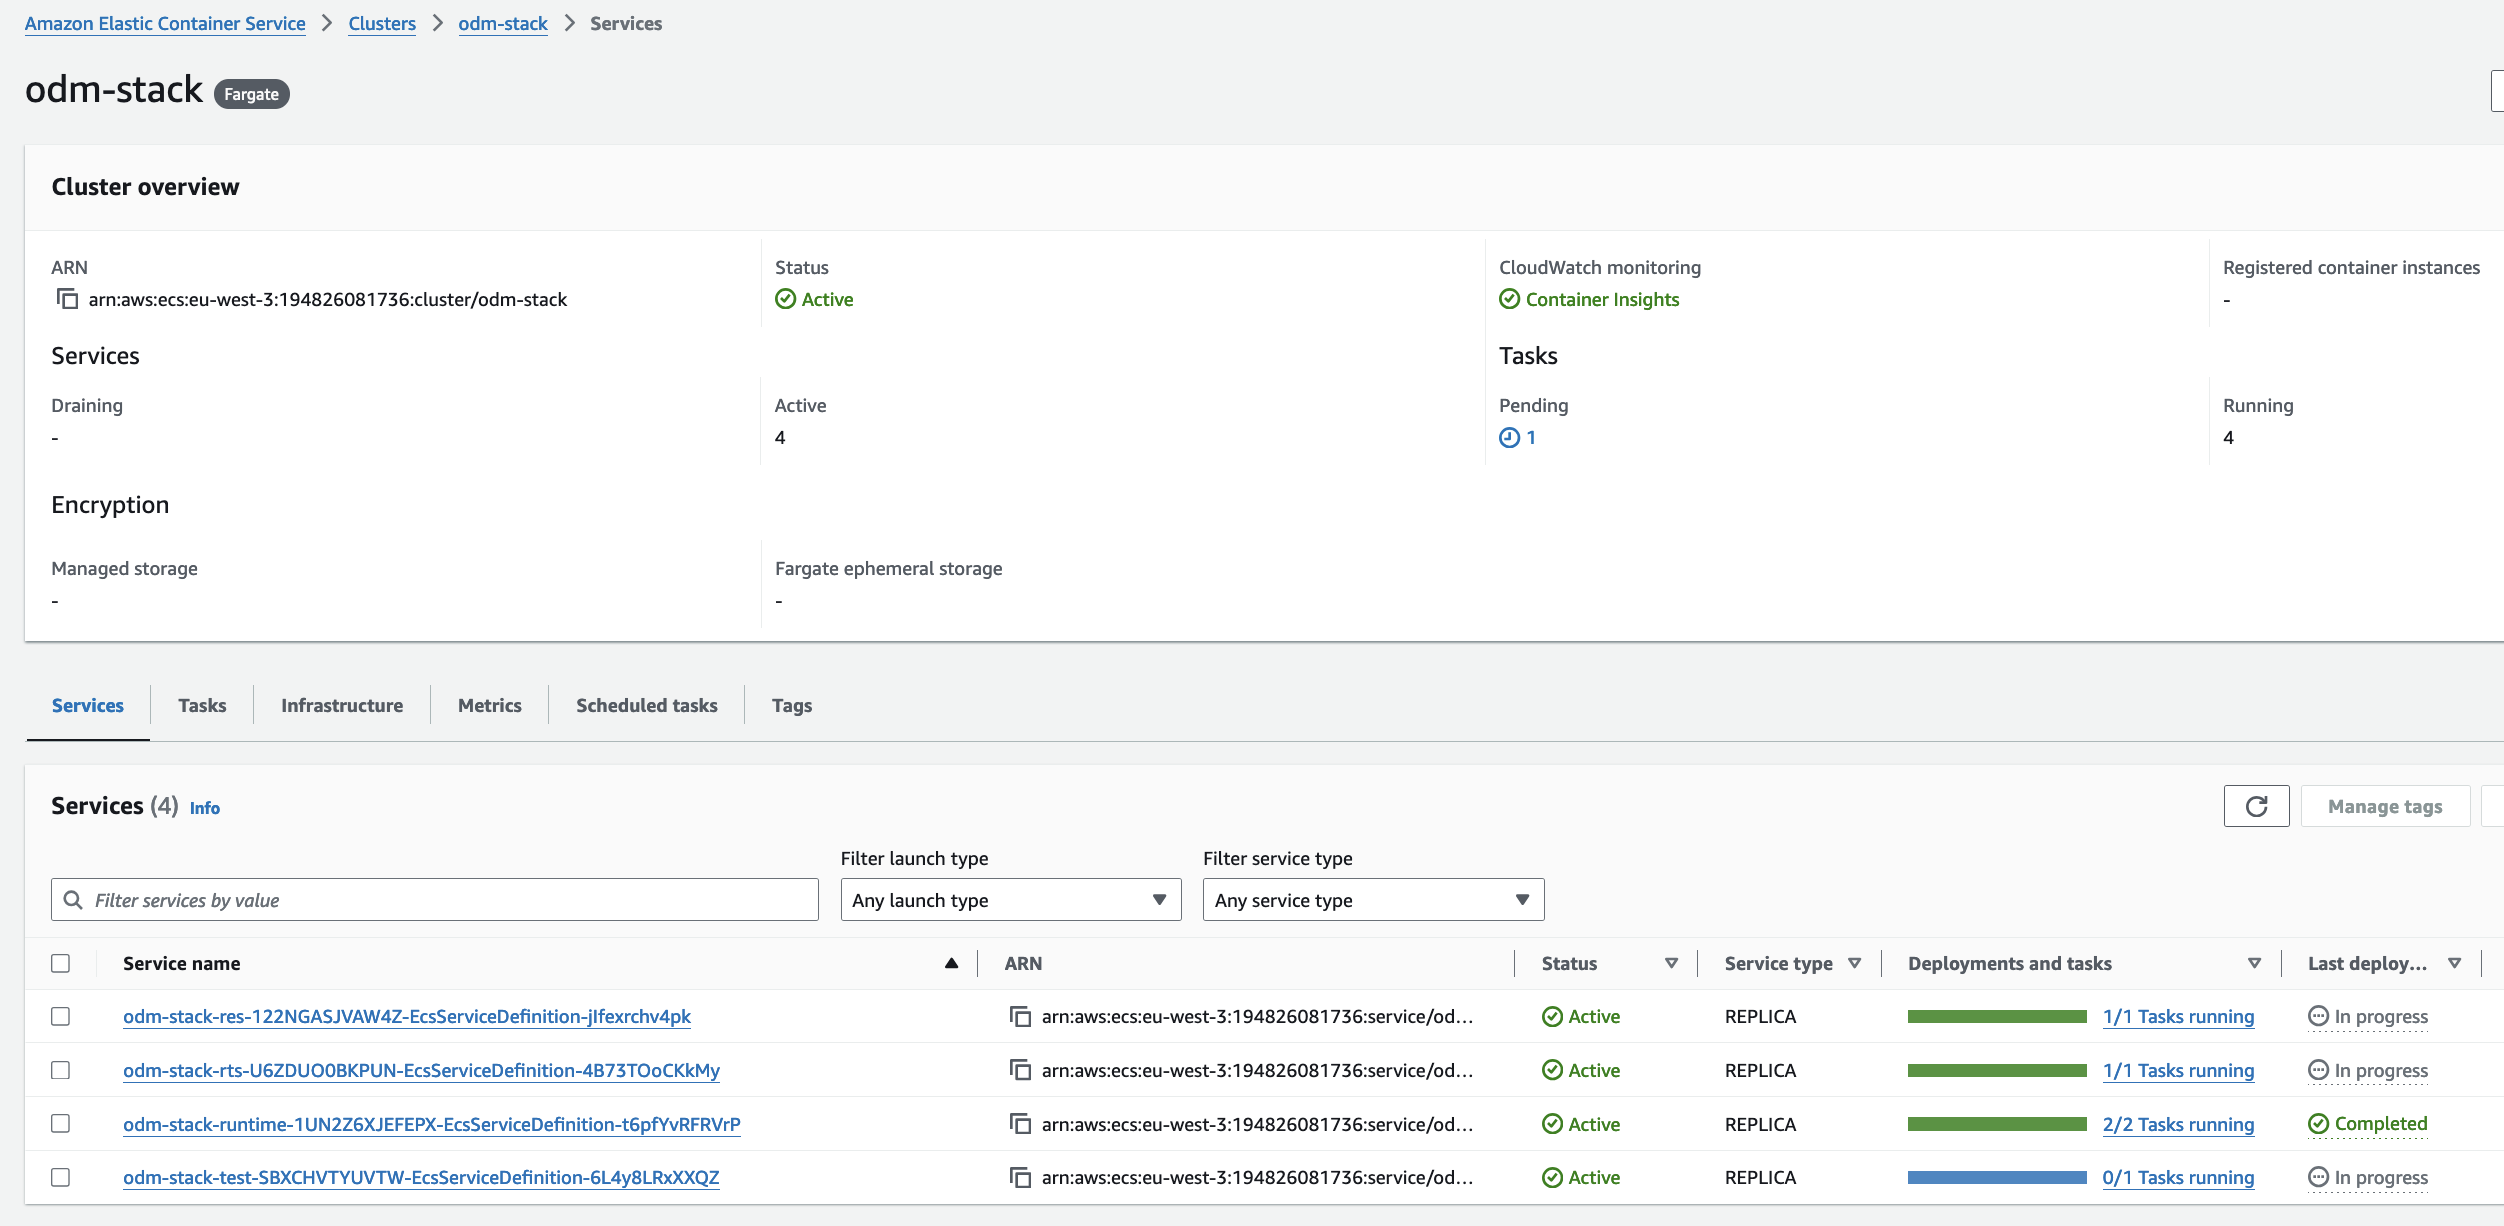 Amazon Elastic Container Service > Clusters > odm-stack > Services
odm-stack Fargate
Cluster overview
ARN Status CloudWatch monitoring Registered container instances
arn:aws:ecs:eu-west-3:194826081736:cluster/odm-stack Active Container Insights -
Services Tasks
Draining Active Pending Running
- 4 1 4
Encryption
Managed storage Fargate ephemeral storage
- -
Services Tasks Infrastructure Metrics Scheduled tasks Tags
Services (4) Info Manage tags
Filter launch type Filter service type
Filter services by value Any launch type Any service type
Service name ARN Status Service type Deployments and tasks Last deploy...
odm-stack-res-122NGASJVAW4Z-EcsServiceDefinition-jIfexrchv4pk arn:aws:ecs:eu-west-3:194826081736:service/od... Active REPLICA 1/1 Tasks running In progress
odm-stack-rts-U6ZDUO0BKPUN-EcsServiceDefinition-4B73TOoCKkMy arn:aws:ecs:eu-west-3:194826081736:service/od... Active REPLICA 1/1 Tasks running In progress
odm-stack-runtime-1UN2Z6XJEFEPX-EcsServiceDefinition-t6pfYvRFRVrP arn:aws:ecs:eu-west-3:194826081736:service/od... Active REPLICA 2/2 Tasks running Completed
odm-stack-test-SBXCHVTYUVTW-EcsServiceDefinition-6L4y8LRxXXQZ arn:aws:ecs:eu-west-3:194826081736:service/od... Active REPLICA 0/1 Tasks running In progress